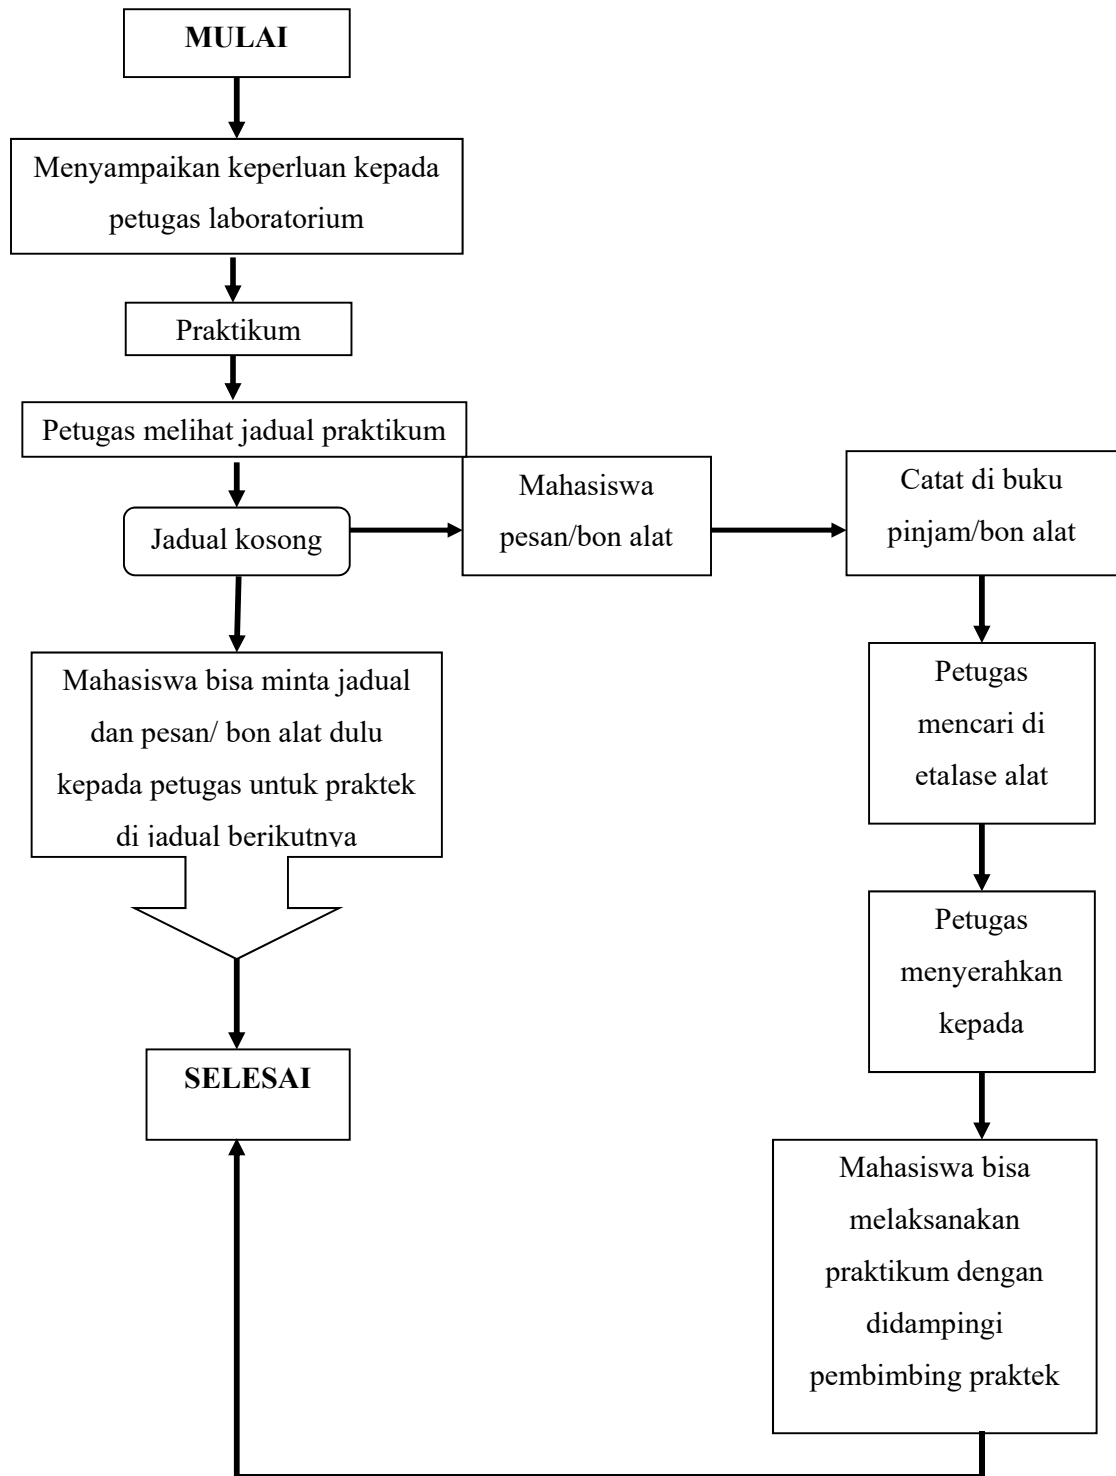 MULAI
Menyampaikan keperluan kepada
petugas laboratorium
Praktikum
Petugas melihat jadual praktikum
Jadual kosong
Mahasiswa
pesan/bon alat
Catat di buku
pinjam/bon alat
Mahasiswa bisa minta jadual
dan pesan/ bon alat dulu
kepada petugas untuk praktek
di jadual berikutnya
Petugas
mencari di
etalase alat
Petugas
menyerahkan
kepada
SELESAI
Mahasiswa bisa
melaksanakan
praktikum dengan
didampingi
pembimbing praktek